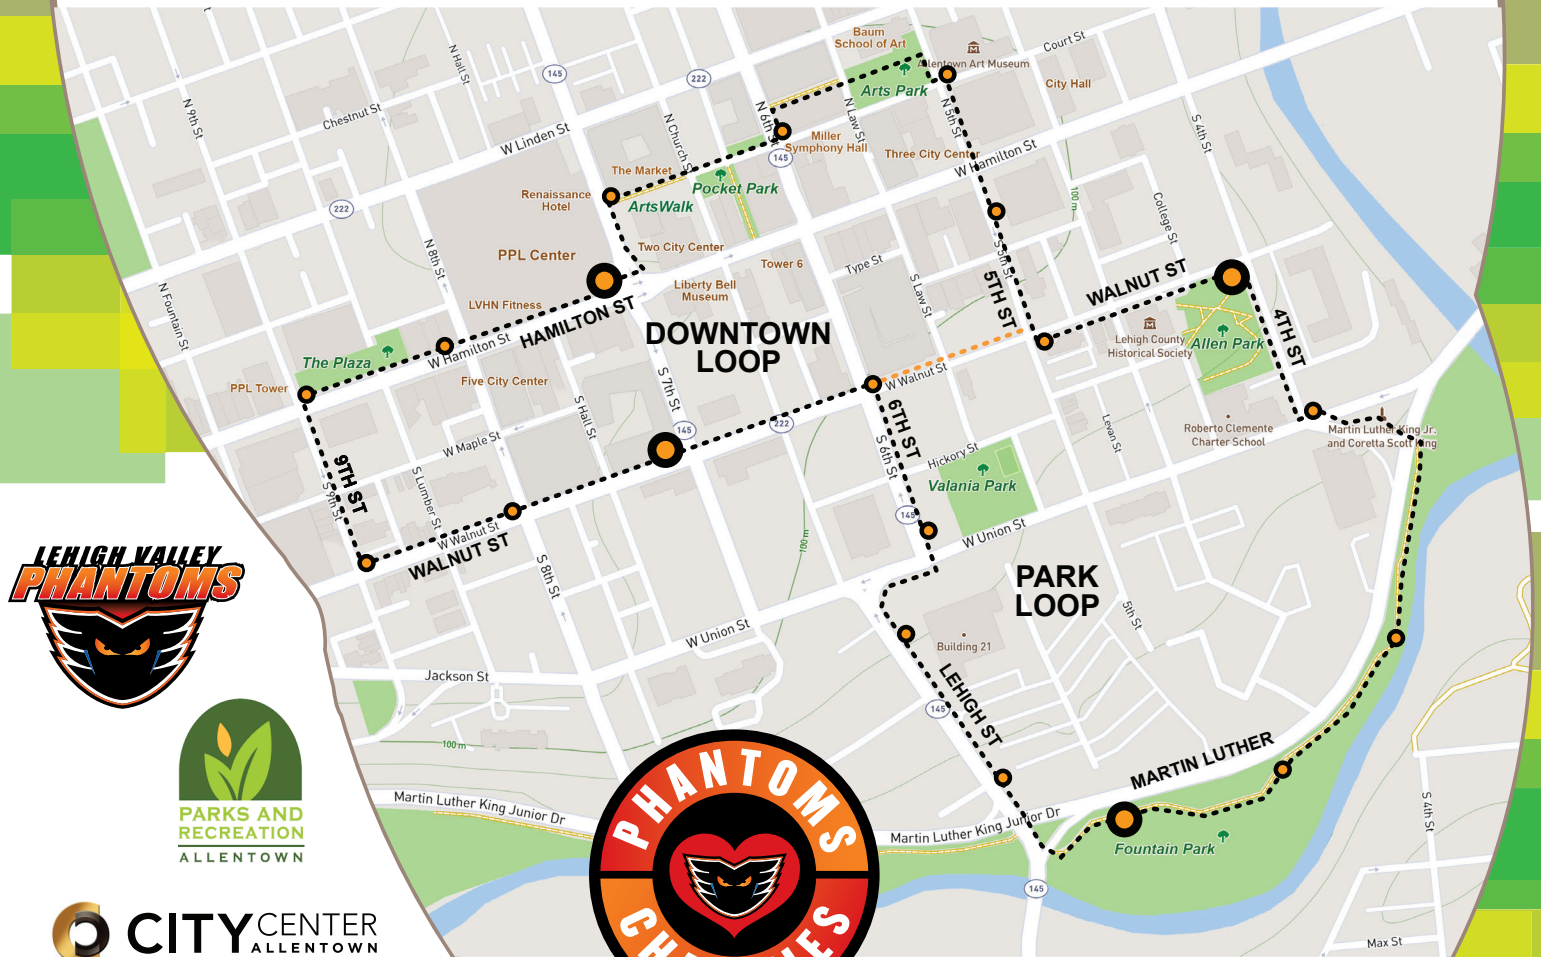 Baum
School of Art
Allentown Art Museum
Court St
City Hall
Arts Park
N Hall St
145
222
N 9th St
Chestnut St
W Linden St
N Church S
N 6th St
N Law St
N 5th St
S 4th St
Miller
Symphony Hall
145
Three City Center
W Hamilton St
The Market
Pocket Park
Renaissance
Hotel
ArtsWalk
222
100 m
College St
PPL Center
Two City Center
N 8th St
Tower 6
Type St
S 5th St
N Fountain St
Liberty Bell
Museum
LVHN Fitness
S Law St
5TH ST
WALNUT ST
HAMILTON ST
DOWNTOWN
LOOP
W Hamilton St
Lehigh County
Historical Society
Allen Park
4TH ST
The Plaza
PPL Tower
Five City Center
S 7th St
W Walnut St
S Hall St
145
222
6TH ST
Levan St
Roberto Clemente
Charter School
Martin Luther King Jr.
and Coretta Scott King
W Maple St
S 6th St
Hickory St
Valania Park
9TH ST
S 9th St
S Lumber St
145
W Union St
W Walnut St
WALNUT ST
100 m
S 8th St
PARK
LOOP
5th St
LEHIGH VALLEY
PHANTOMS
W Union St
Building 21
Jackson St
LEHIGH ST
145
100 m
MARTIN LUTHER
PARKS AND
RECREATION
ALLENTOWN
Martin Luther King Junior Dr
Martin Luther King Junior Dr
Fountain Park
S 4th St
145
PHANTOMS
CITYCENTER
ALLENTOWN
Max St